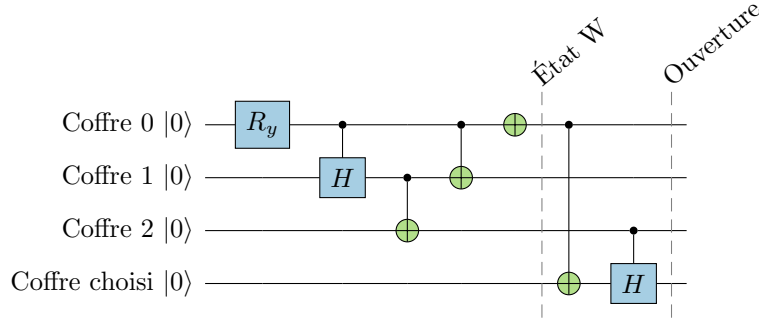 État W
Ouverture
Coffre 0 |0⟩
R_y
Coffre 1 |0⟩
H
Coffre 2 |0⟩
Coffre choisi |0⟩
H